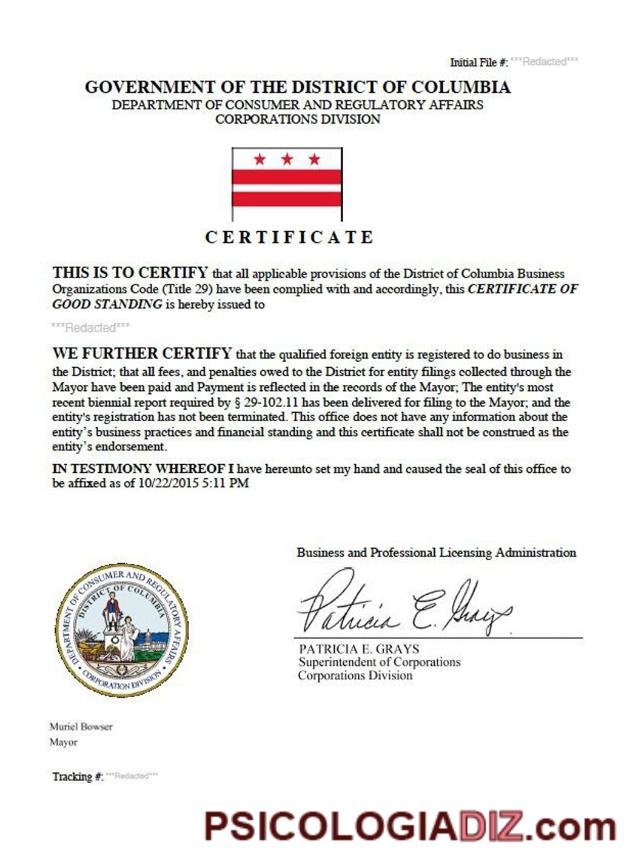 Initial File #: ***Redacted***
GOVERNMENT OF THE DISTRICT OF COLUMBIA
DEPARTMENT OF CONSUMER AND REGULATORY AFFAIRS
CORPORATIONS DIVISION
CERTIFICATE
THIS IS TO CERTIFY that all applicable provisions of the District of Columbia Business
Organizations Code (Title 29) have been complied with and accordingly, this CERTIFICATE OF
GOOD STANDING is hereby issued to
***Redacted***
WE FURTHER CERTIFY that the qualified foreign entity is registered to do business in
the District; that all fees, and penalties owed to the District for entity filings collected through the
Mayor have been paid and Payment is reflected in the records of the Mayor; The entity's most
recent biennial report required by § 29-102.11 has been delivered for filing to the Mayor; and the
entity's registration has not been terminated. This office does not have any information about the
entity's business practices and financial standing and this certificate shall not be construed as the
entity's endorsement.
IN TESTIMONY WHEREOF I have hereunto set my hand and caused the seal of this office to
be affixed as of 10/22/2015 5:11 PM
Business and Professional Licensing Administration
DEPARTMENT OF CONSUMER AND REGULATORY AFFAIRS
DISTRICT OF COLUMBIA
CORPORATION DIVISION
Patricia E. Grays
PATRICIA E. GRAYS
Superintendent of Corporations
Corporations Division
Muriel Bowser
Mayor
Tracking #: ***Redacted***
PSICOLOGIADIZ.com